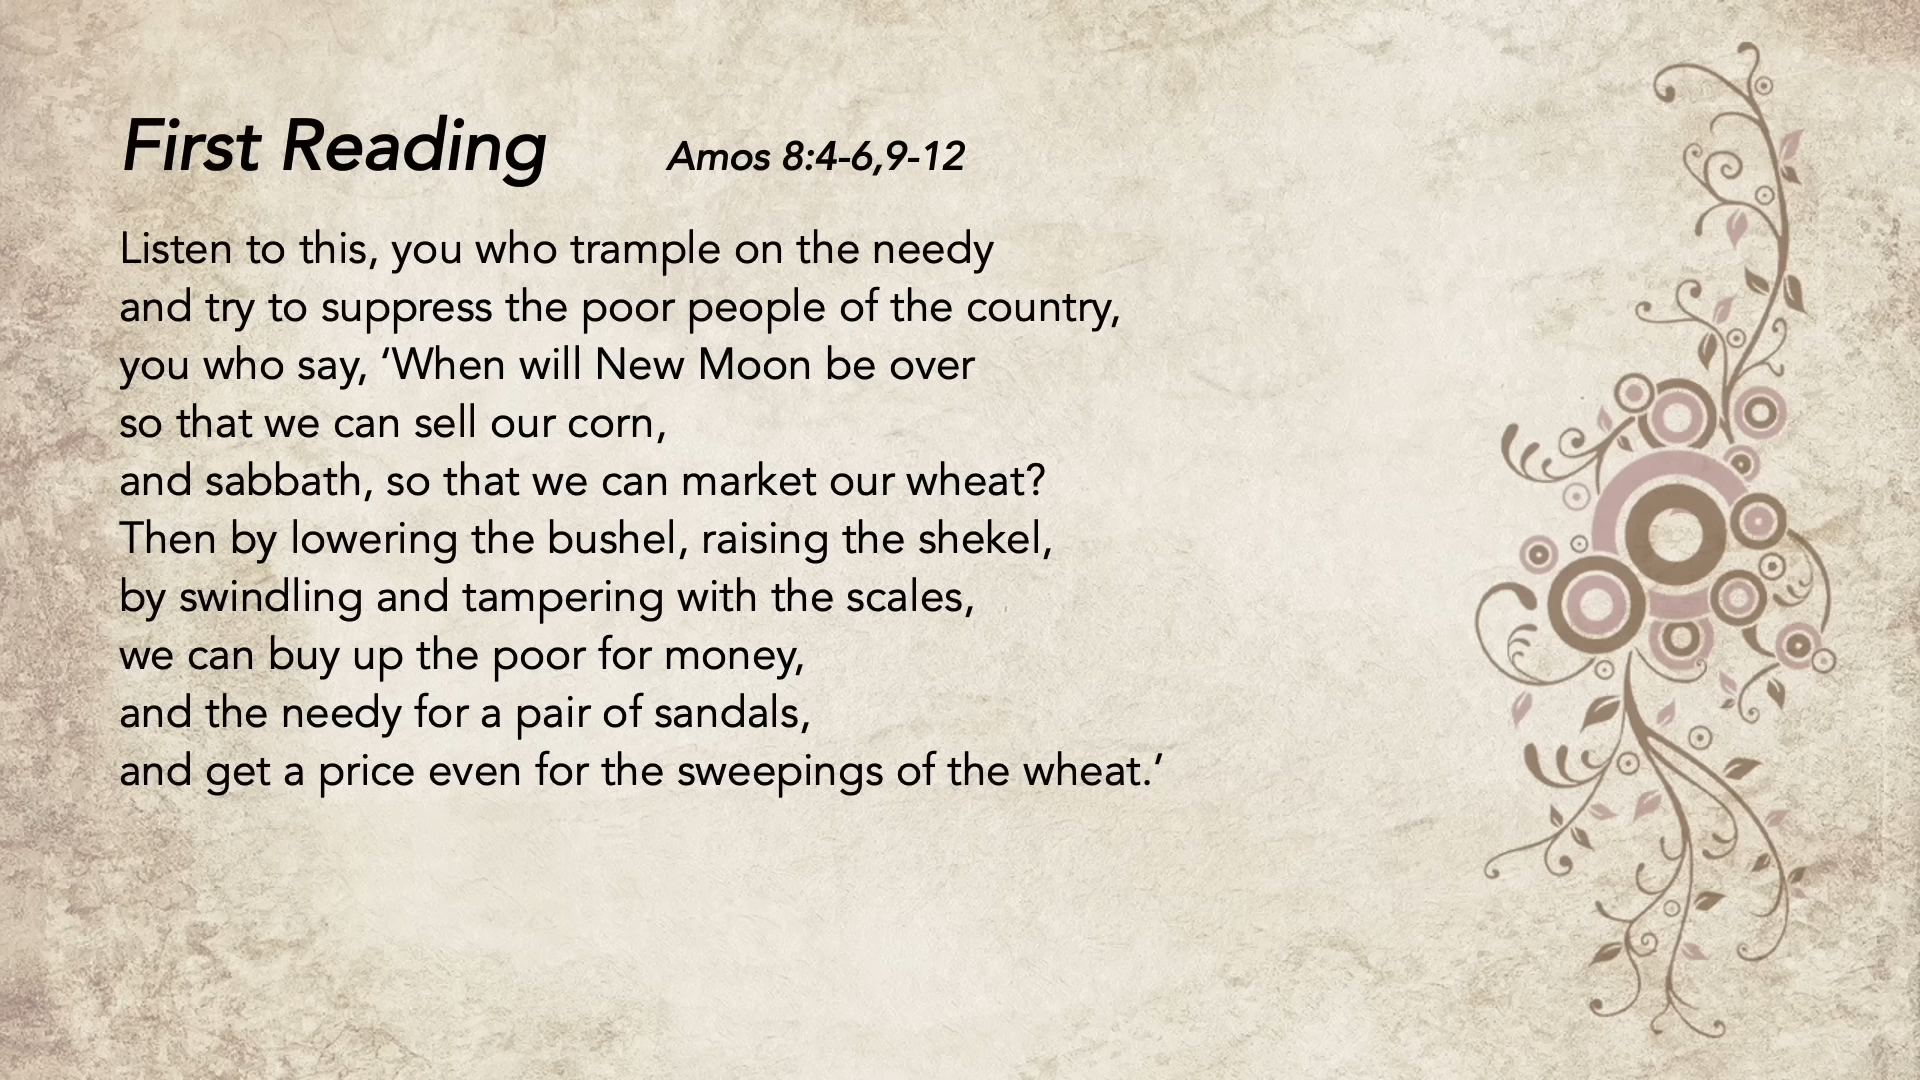 First Reading Amos 8:4-6,9-12
Listen to this, you who trample on the needy
and try to suppress the poor people of the country,
you who say, ‘When will New Moon be over
so that we can sell our corn,
and sabbath, so that we can market our wheat?
Then by lowering the bushel, raising the shekel,
by swindling and tampering with the scales,
we can buy up the poor for money,
and the needy for a pair of sandals,
and get a price even for the sweepings of the wheat.’